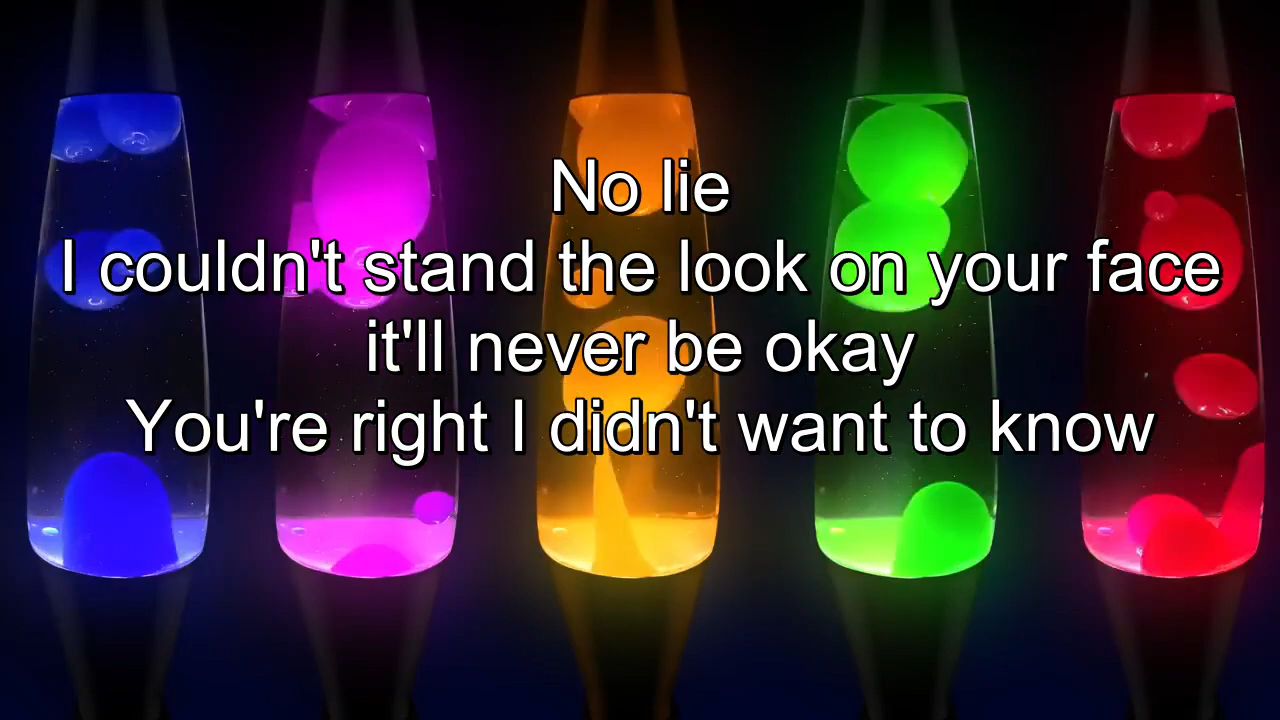 No lie
I couldn't stand the look on your face
it'll never be okay
You're right I didn't want to know